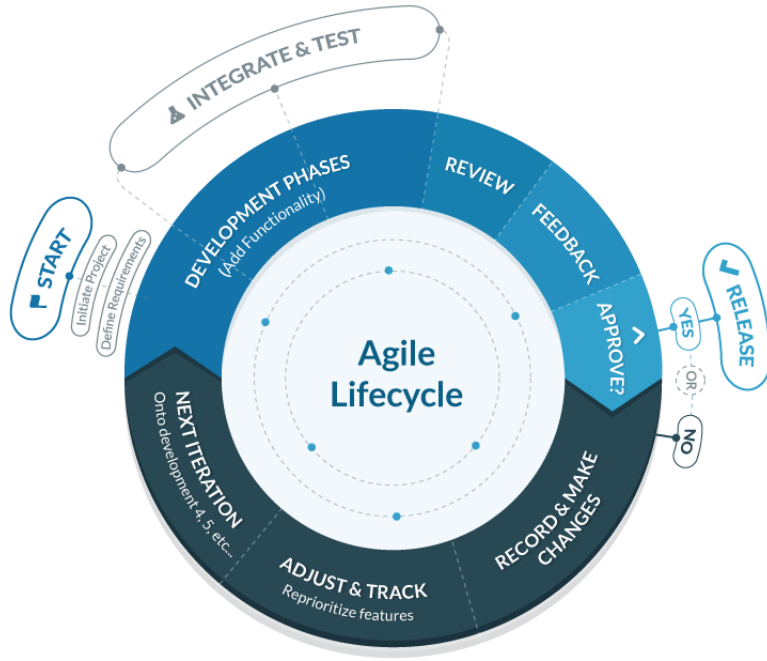 INTEGRATE & TEST
START
Initiate Project
Define Requirements
DEVELOPMENT PHASES
(Add Functionality)
REVIEW
FEEDBACK
APPROVE?
YES
OR
NO
RELEASE
RECORD & MAKE
CHANGES
ADJUST & TRACK
Reprioritize features
NEXT ITERATION
Onto development 4, 5, etc...
Agile
Lifecycle